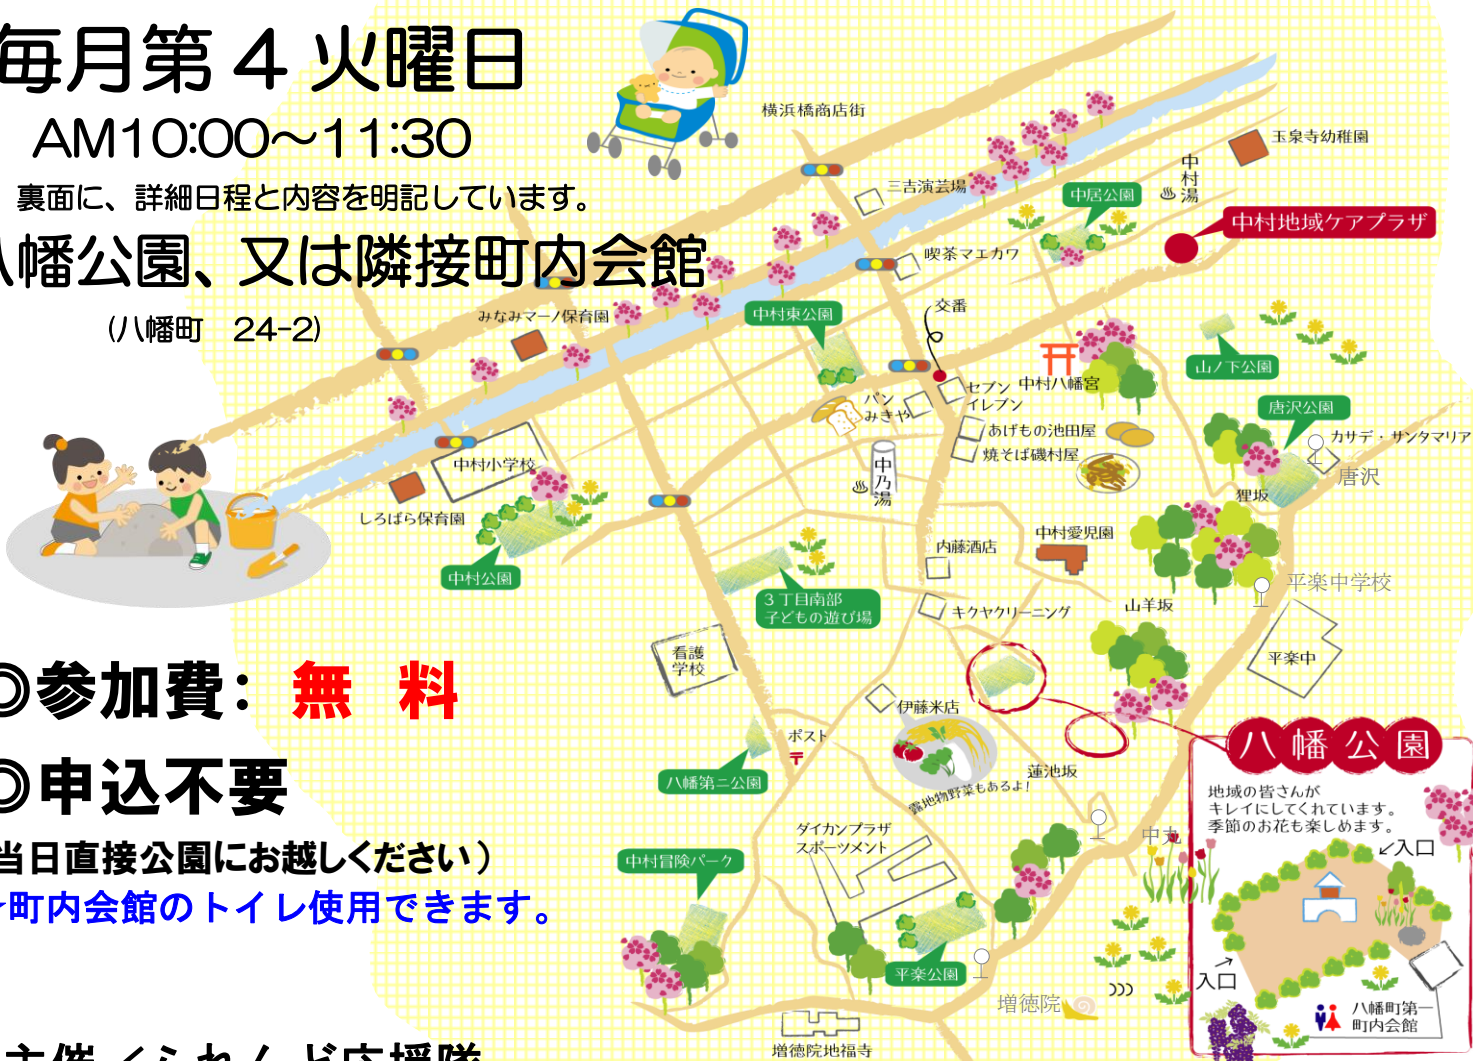 毎月第4火曜日
AM10:00～11:30
裏面に、詳細日程と内容を明記しています。
八幡公園、又は隣接町内会館
(八幡町　24-2)
横浜橋商店街
玉泉寺幼稚園
中村湯
三吉演芸場
中居公園
中村地域ケアプラザ
喫茶マエカワ
みなみマーノ保育園
中村東公園
交番
山ノ下公園
中村八幡宮
セブン
イレブン
パン
みきや
唐沢公園
あげもの池田屋
焼そば磯村屋
カサデ・サンタマリア
唐沢
中村小学校
中乃湯
狸坂
しろばら保育園
中村公園
内藤酒店
中村愛児園
平楽中学校
3丁目南部
子どもの遊び場
キクヤクリーニング
山羊坂
看護
学校
平楽中
◎参加費：無　料
伊藤米店
ポスト
〒
八幡第二公園
蓮池坂
露地物野菜もあるよ!
八幡公園
地域の皆さんが
キレイにしてくれています。
季節のお花も楽しめます。
↙入口
◎申込不要
当日直接公園にお越しください）
町内会館のトイレ使用できます。
ダイカンプラザ
スポーツメント
中丸
中村冒険パーク
平楽公園
→
入口
増徳院
八幡町第一
町内会館
増徳院地福寺
主催／ふれんど応援隊